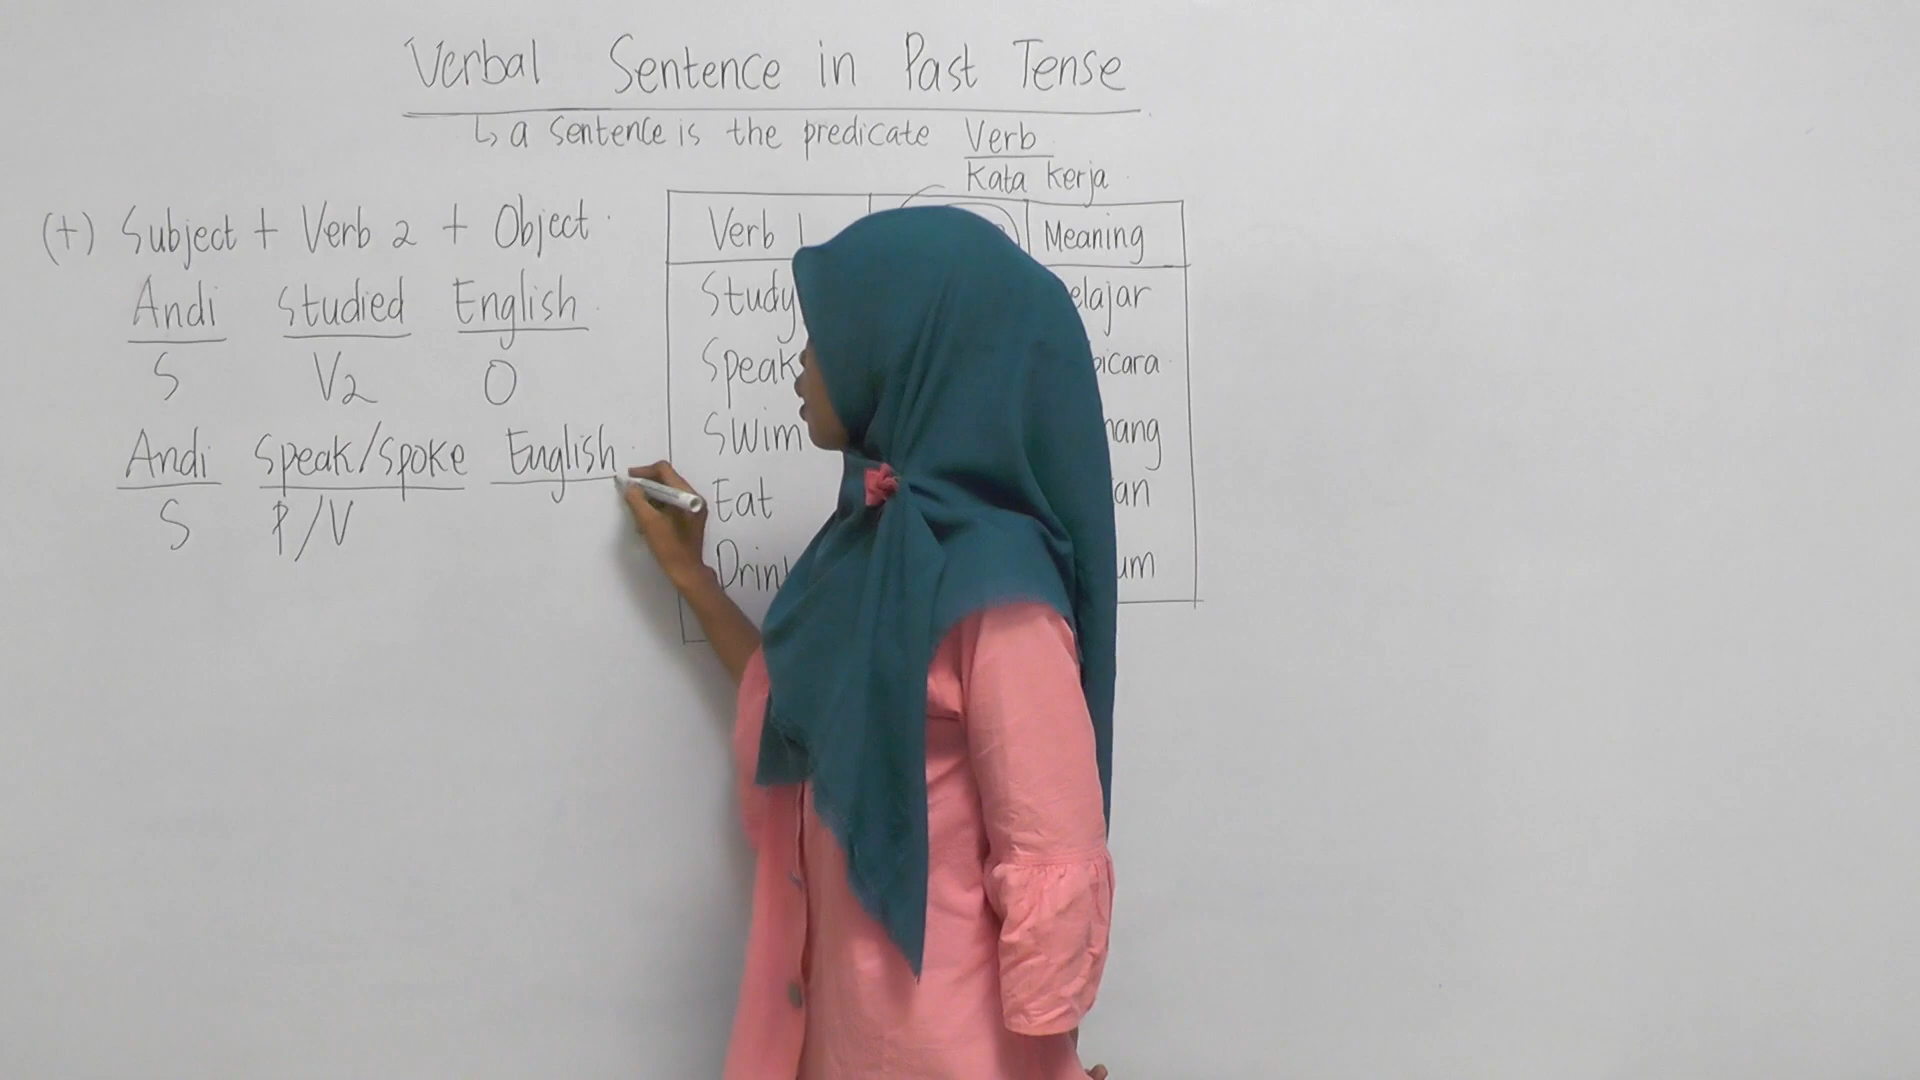 Verbal Sentence in Past Tense
↳ a sentence is the predicate Verb
Kata kerja
(+) Subject + Verb 2 + Object
Andi Studied English
S V2 O
Andi Speak/Spoke English
S P/V
Verb 1 Meaning
Study
Speak
Swim
Eat